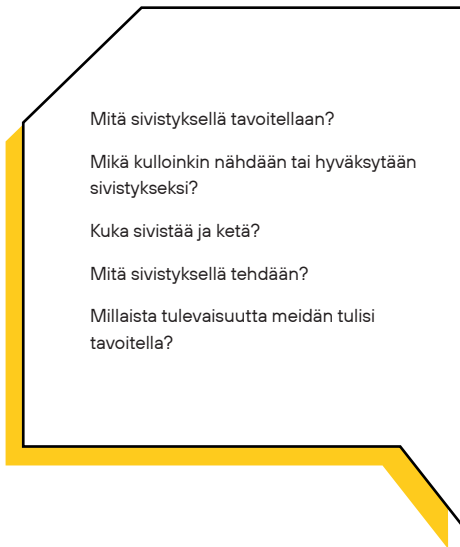 Mitä sivistyksellä tavoitellaan?
Mikä kulloinkin nähdään tai hyväksytään
sivistykseksi?
Kuka sivistää ja ketä?
Mitä sivistyksellä tehdään?
Millaista tulevaisuutta meidän tulisi
tavoitella?